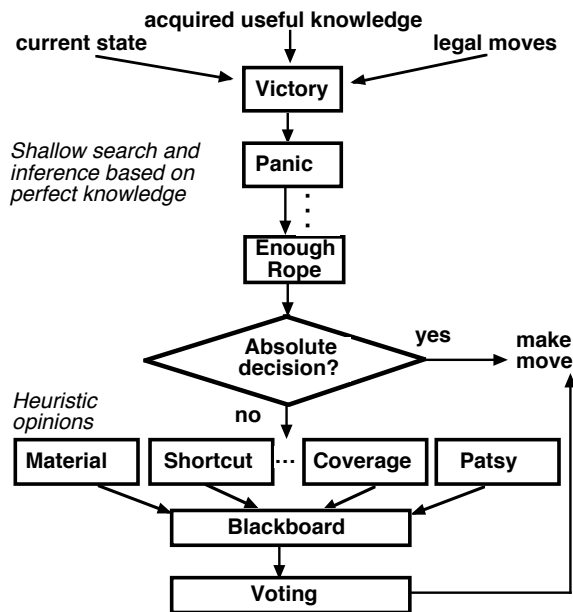 acquired useful knowledge
current state
legal moves
Victory
Shallow search and
inference based on
perfect knowledge
Panic
Enough
Rope
Absolute
decision?
yes
make
move
no
Heuristic
opinions
Material
Shortcut
...
Coverage
Patsy
Blackboard
Voting